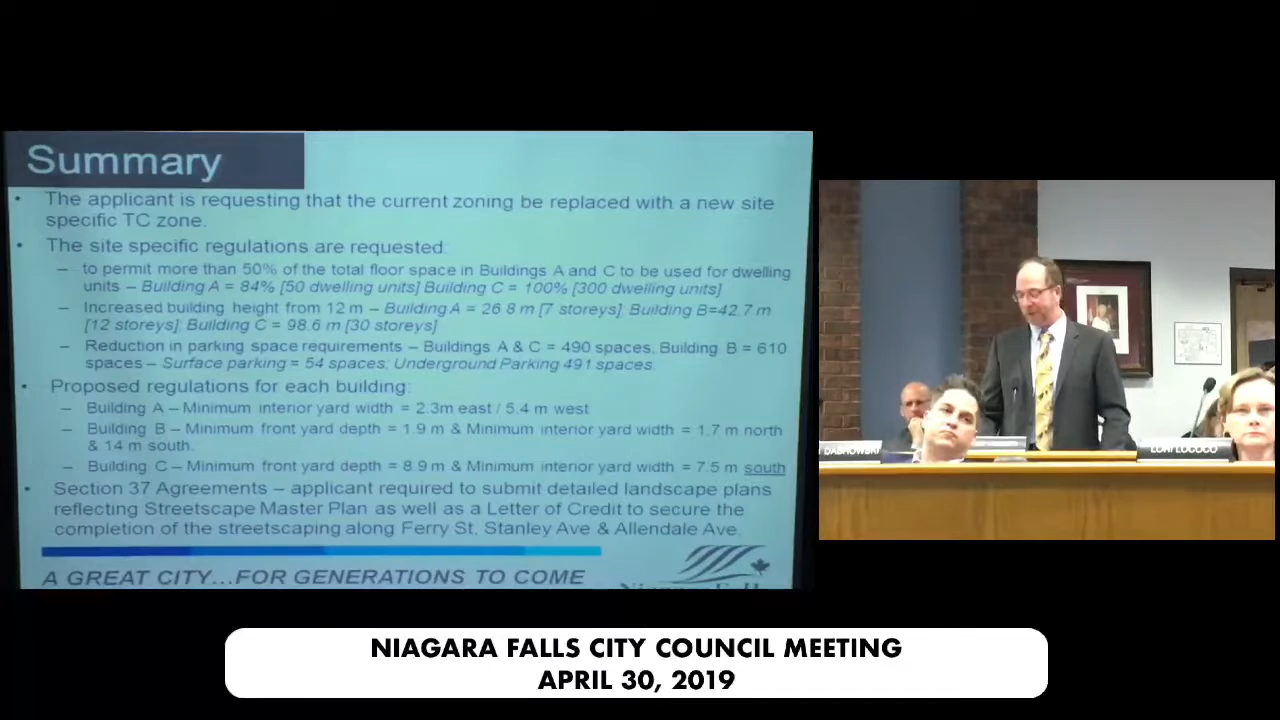 Summary
• The applicant is requesting that the current zoning be replaced with a new site
specific TC zone.
• The site specific regulations are requested:
– to permit more than 50% of the total floor space in Buildings A and C to be used for dwelling
units – Building A = 84% [50 dwelling units] Building C = 100% [300 dwelling units]
– Increased building height from 12 m – Building A = 26.8 m [7 storeys]; Building B=42.7 m
[12 storeys]; Building C = 98.6 m [30 storeys]
– Reduction in parking space requirements – Buildings A & C = 490 spaces, Building B = 610
spaces – Surface parking = 54 spaces; Underground Parking 491 spaces.
• Proposed regulations for each building:
– Building A – Minimum interior yard width = 2.3m east / 5.4 m west
– Building B – Minimum front yard depth = 1.9 m & Minimum interior yard width = 1.7 m north
& 14 m south.
– Building C – Minimum front yard depth = 8.9 m & Minimum interior yard width = 7.5 m south
• Section 37 Agreements – applicant required to submit detailed landscape plans
reflecting Streetscape Master Plan as well as a Letter of Credit to secure the
completion of the streetscaping along Ferry St, Stanley Ave & Allendale Ave.
A GREAT CITY...FOR GENERATIONS TO COME
DABROWSKI
LORI LOCOCO
NIAGARA FALLS CITY COUNCIL MEETING
APRIL 30, 2019